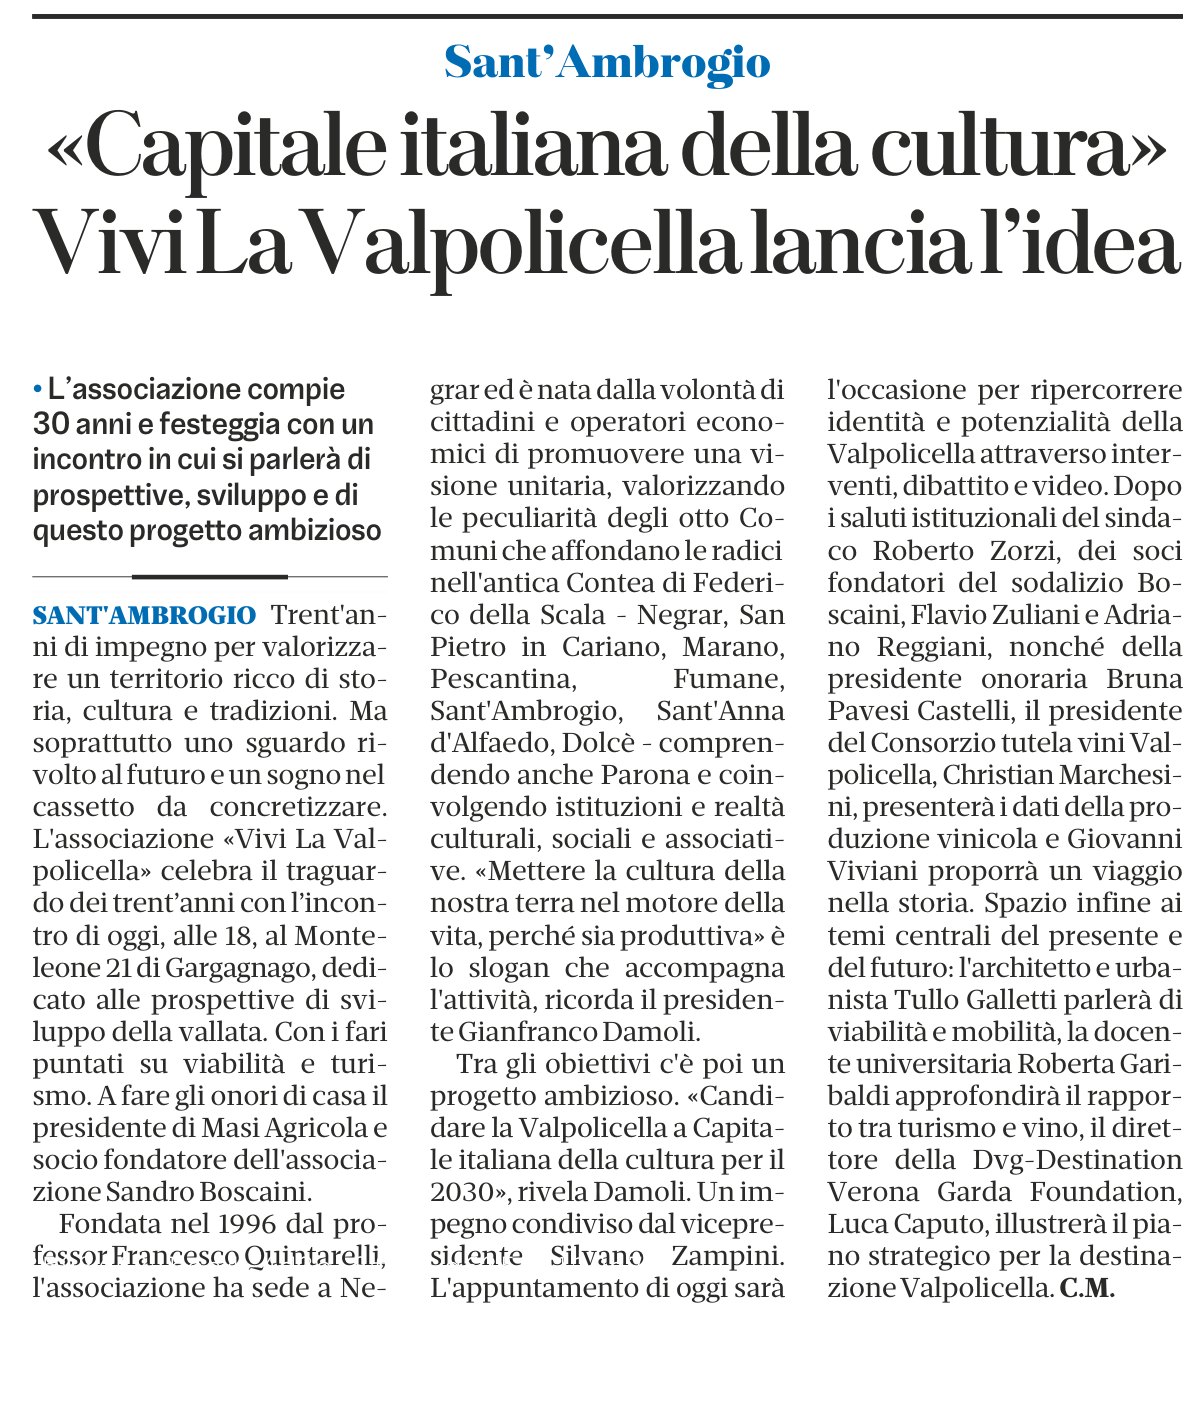 Sant'Ambrogio
«Capitale italiana della cultura»
Vivi La Valpolicella lancia l'idea
• L'associazione compie
30 anni e festeggia con un
incontro in cui si parlerà di
prospettive, sviluppo e di
questo progetto ambizioso
SANT'AMBROGIO Trent'an-
ni di impegno per valorizza-
re un territorio ricco di sto-
ria, cultura e tradizioni. Ma
soprattutto uno sguardo ri-
volto al futuro e un sogno nel
cassetto da concretizzare.
L'associazione «Vivi La Val-
policella» celebra il traguar-
do dei trent'anni con l'incon-
tro di oggi, alle 18, al Monte-
leone 21 di Gargagnago, dedi-
cato alle prospettive di svi-
luppo della vallata. Con i fari
puntati su viabilità e turi-
smo. A fare gli onori di casa il
presidente di Masi Agricola e
socio fondatore dell'associa-
zione Sandro Boscaini.
Fondata nel 1996 dal pro-
fessor Francesco Quintarelli,
l'associazione ha sede a Ne-
grar ed è nata dalla volontà di
cittadini e operatori econo-
mici di promuovere una vi-
sione unitaria, valorizzando
le peculiarità degli otto Co-
muni che affondano le radici
nell'antica Contea di Federi-
co della Scala - Negrar, San
Pietro in Cariano, Marano,
Pescantina, Fumane,
Sant'Ambrogio, Sant'Anna
d'Alfaedo, Dolcè - compren-
dendo anche Parona e coin-
volgendo istituzioni e realtà
culturali, sociali e associati-
ve. «Mettere la cultura della
nostra terra nel motore della
vita, perché sia produttiva» è
lo slogan che accompagna
l'attività, ricorda il presiden-
te Gianfranco Damoli.
Tra gli obiettivi c'è poi un
progetto ambizioso. «Candi-
dare la Valpolicella a Capita-
le italiana della cultura per il
2030», rivela Damoli. Un im-
pegno condiviso dal vicepre-
sidente Silvano Zampini.
L'appuntamento di oggi sarà
l'occasione per ripercorrere
identità e potenzialità della
Valpolicella attraverso inter-
venti, dibattito e video. Dopo
i saluti istituzionali del sinda-
co Roberto Zorzi, dei soci
fondatori del sodalizio Bo-
scaini, Flavio Zuliani e Adria-
no Reggiani, nonché della
presidente onoraria Bruna
Pavesi Castelli, il presidente
del Consorzio tutela vini Val-
policella, Christian Marchesi-
ni, presenterà i dati della pro-
duzione vinicola e Giovanni
Viviani proporrà un viaggio
nella storia. Spazio infine ai
temi centrali del presente e
del futuro: l'architetto e urba-
nista Tullo Galletti parlerà di
viabilità e mobilità, la docen-
te universitaria Roberta Gari-
baldi approfondirà il rappor-
to tra turismo e vino, il diret-
tore della Dvg-Destination
Verona Garda Foundation,
Luca Caputo, illustrerà il pia-
no strategico per la destina-
zione Valpolicella. C.M.